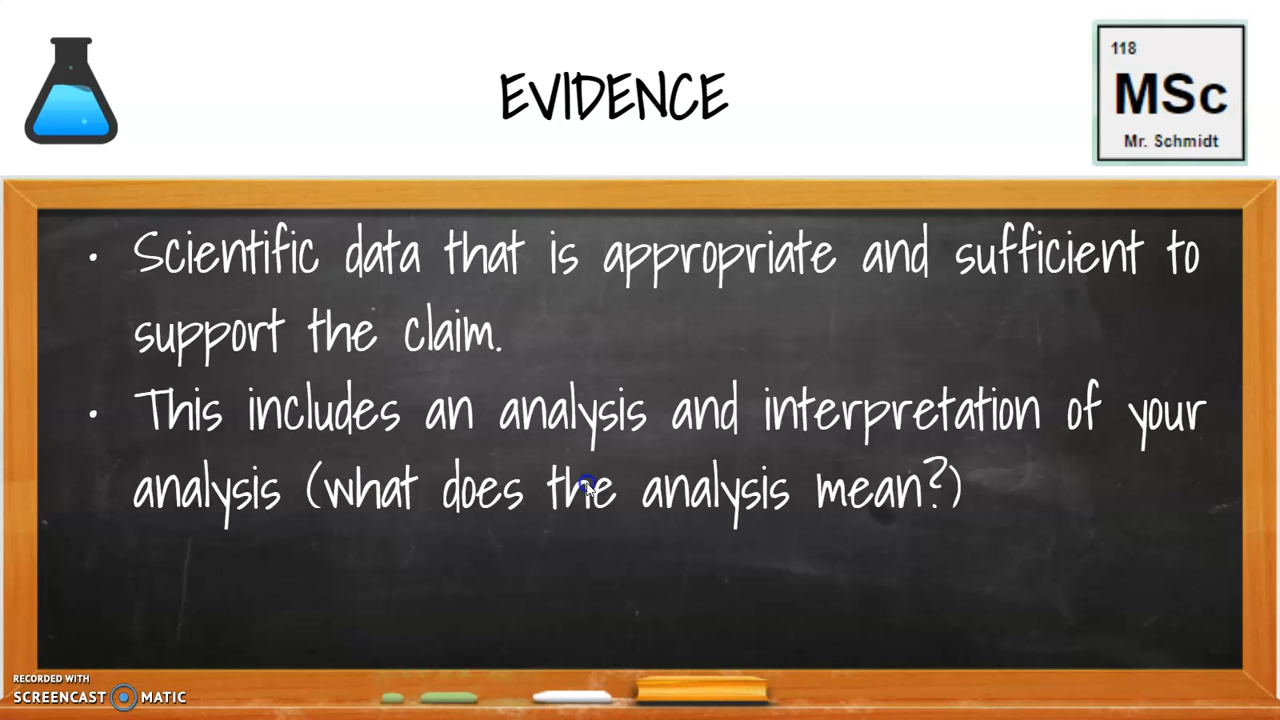 EVIDENCE
118
MSc
Mr. Schmidt
• Scientific data that is appropriate and sufficient to
support the claim.
• This includes an analysis and interpretation of your
analysis (what does the analysis mean?)
RECORDED WITH
SCREENCAST MATIC